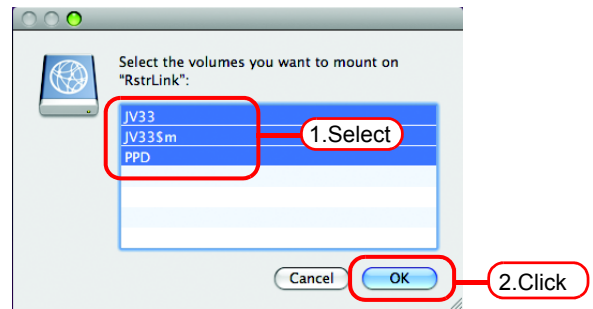 Select the volumes you want to mount on
"RstrLink":
JV33
JV33$m
PPD
1.Select
Cancel
OK
2.Click